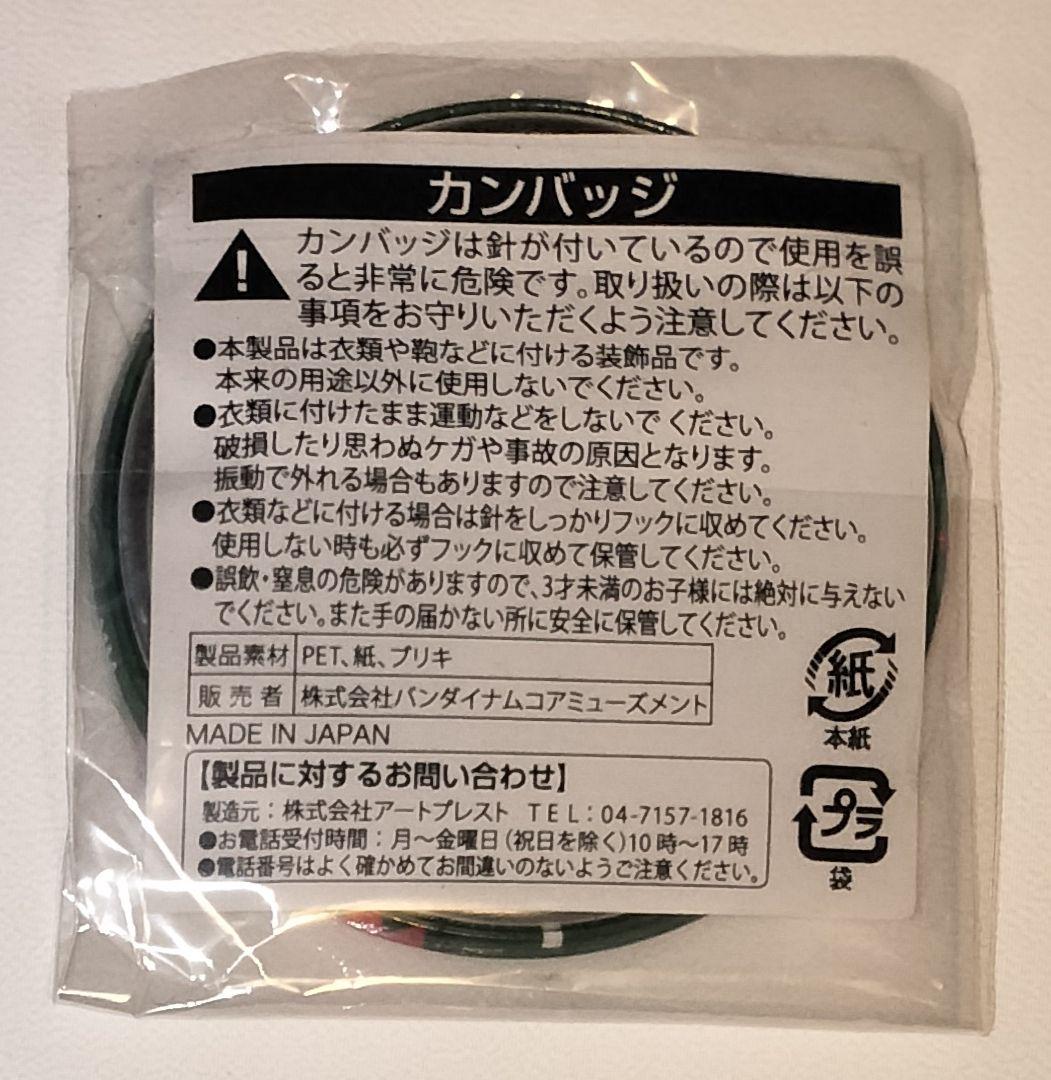 カンバッジ
カンバッジは針が付いているので使用を誤
ると非常に危険です。取り扱いの際は以下の
事項をお守りいただくよう注意してください。
●本製品は衣類や鞄などに付ける装飾品です。
本来の用途以外に使用しないでください。
●衣類に付けたまま運動などをしないでください。
破損したり思わぬケガや事故の原因となります。
振動で外れる場合もありますので注意してください。
●衣類などに付ける場合は針をしっかりフックに収めてください。
使用しない時も必ずフックに収めて保管してください。
●誤飲・窒息の危険がありますので、3才未満のお子様には絶対に与えない
でください。また手の届かない所に安全に保管してください。
製品素材 PET、紙、ブリキ
販売者 株式会社バンダイナムコアミューズメント
MADE IN JAPAN
【製品に対するお問い合わせ】
製造元：株式会社アートプレスト TEL：04-7157-1816
●お電話受付時間：月～金曜日（祝日を除く）10時～17時
●電話番号はよく確かめてお間違いのないようご注意ください。
紙
本紙
プラ
袋